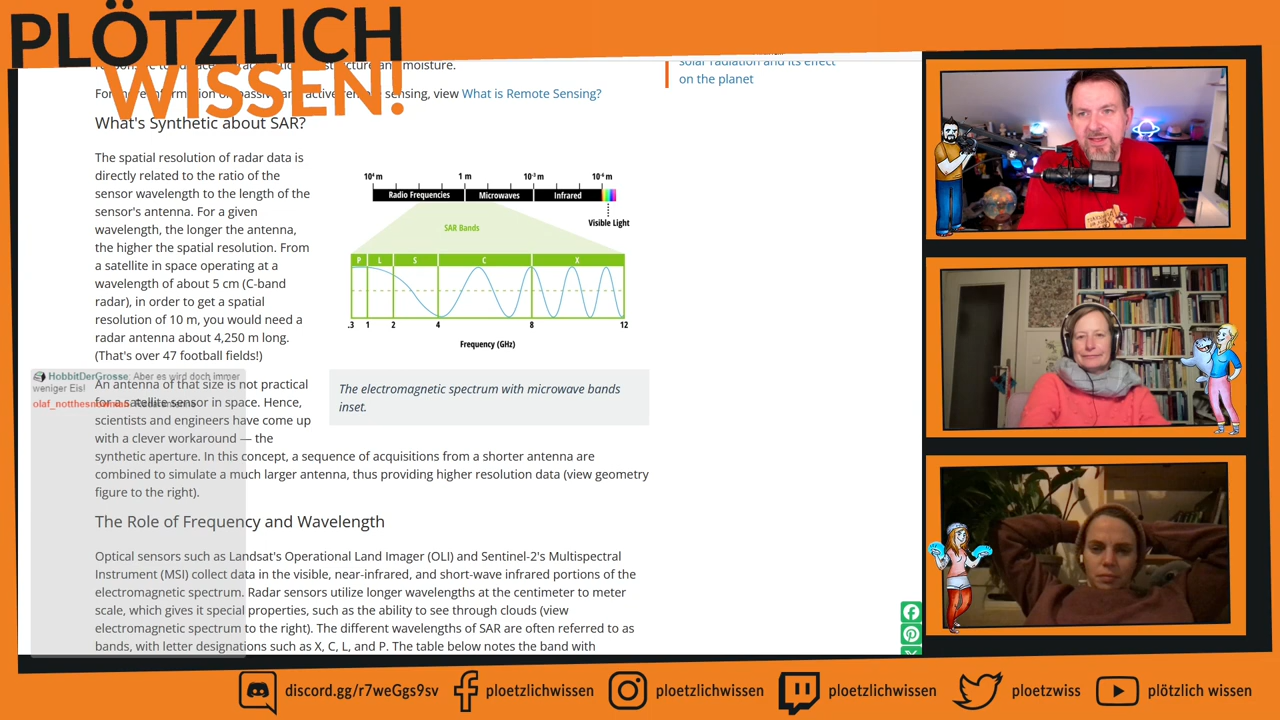 PLÖTZLICH
WISSEN!
structure and moisture.
For more information on passive and active remote sensing, view What is Remote Sensing?
What's Synthetic about SAR?
The spatial resolution of radar data is
directly related to the ratio of the
sensor wavelength to the length of the
sensor's antenna. For a given
wavelength, the longer the antenna,
the higher the spatial resolution. From
a satellite in space operating at a
wavelength of about 5 cm (C-band
radar), in order to get a spatial
resolution of 10 m, you would need a
radar antenna about 4,250 m long.
(That's over 47 football fields!)
An antenna of that size is not practical
for a satellite sensor in space. Hence,
scientists and engineers have come up
with a clever workaround — the
synthetic aperture. In this concept, a sequence of acquisitions from a shorter antenna are
combined to simulate a much larger antenna, thus providing higher resolution data (view geometry
figure to the right).
HobbitDerGrosse: Aber es wird doch immer
weniger Eis!
10⁴ m 1 m 10⁻³ m 10⁻⁶ m
Radio Frequencies Microwaves Infrared
Visible Light
SAR Bands
P L S C X
.3 1 2 4 8 12
Frequency (GHz)
The electromagnetic spectrum with microwave bands
inset.
The Role of Frequency and Wavelength
Optical sensors such as Landsat's Operational Land Imager (OLI) and Sentinel-2's Multispectral
Instrument (MSI) collect data in the visible, near-infrared, and short-wave infrared portions of the
electromagnetic spectrum. Radar sensors utilize longer wavelengths at the centimeter to meter
scale, which gives it special properties, such as the ability to see through clouds (view
electromagnetic spectrum to the right). The different wavelengths of SAR are often referred to as
bands, with letter designations such as X, C, L, and P. The table below notes the band with
solar radiation and its effect
on the planet
discord.gg/r7weGgs9sv ploetzlichwissen ploetzlichwissen ploetzlichwissen ploetzwiss plötzlich wissen